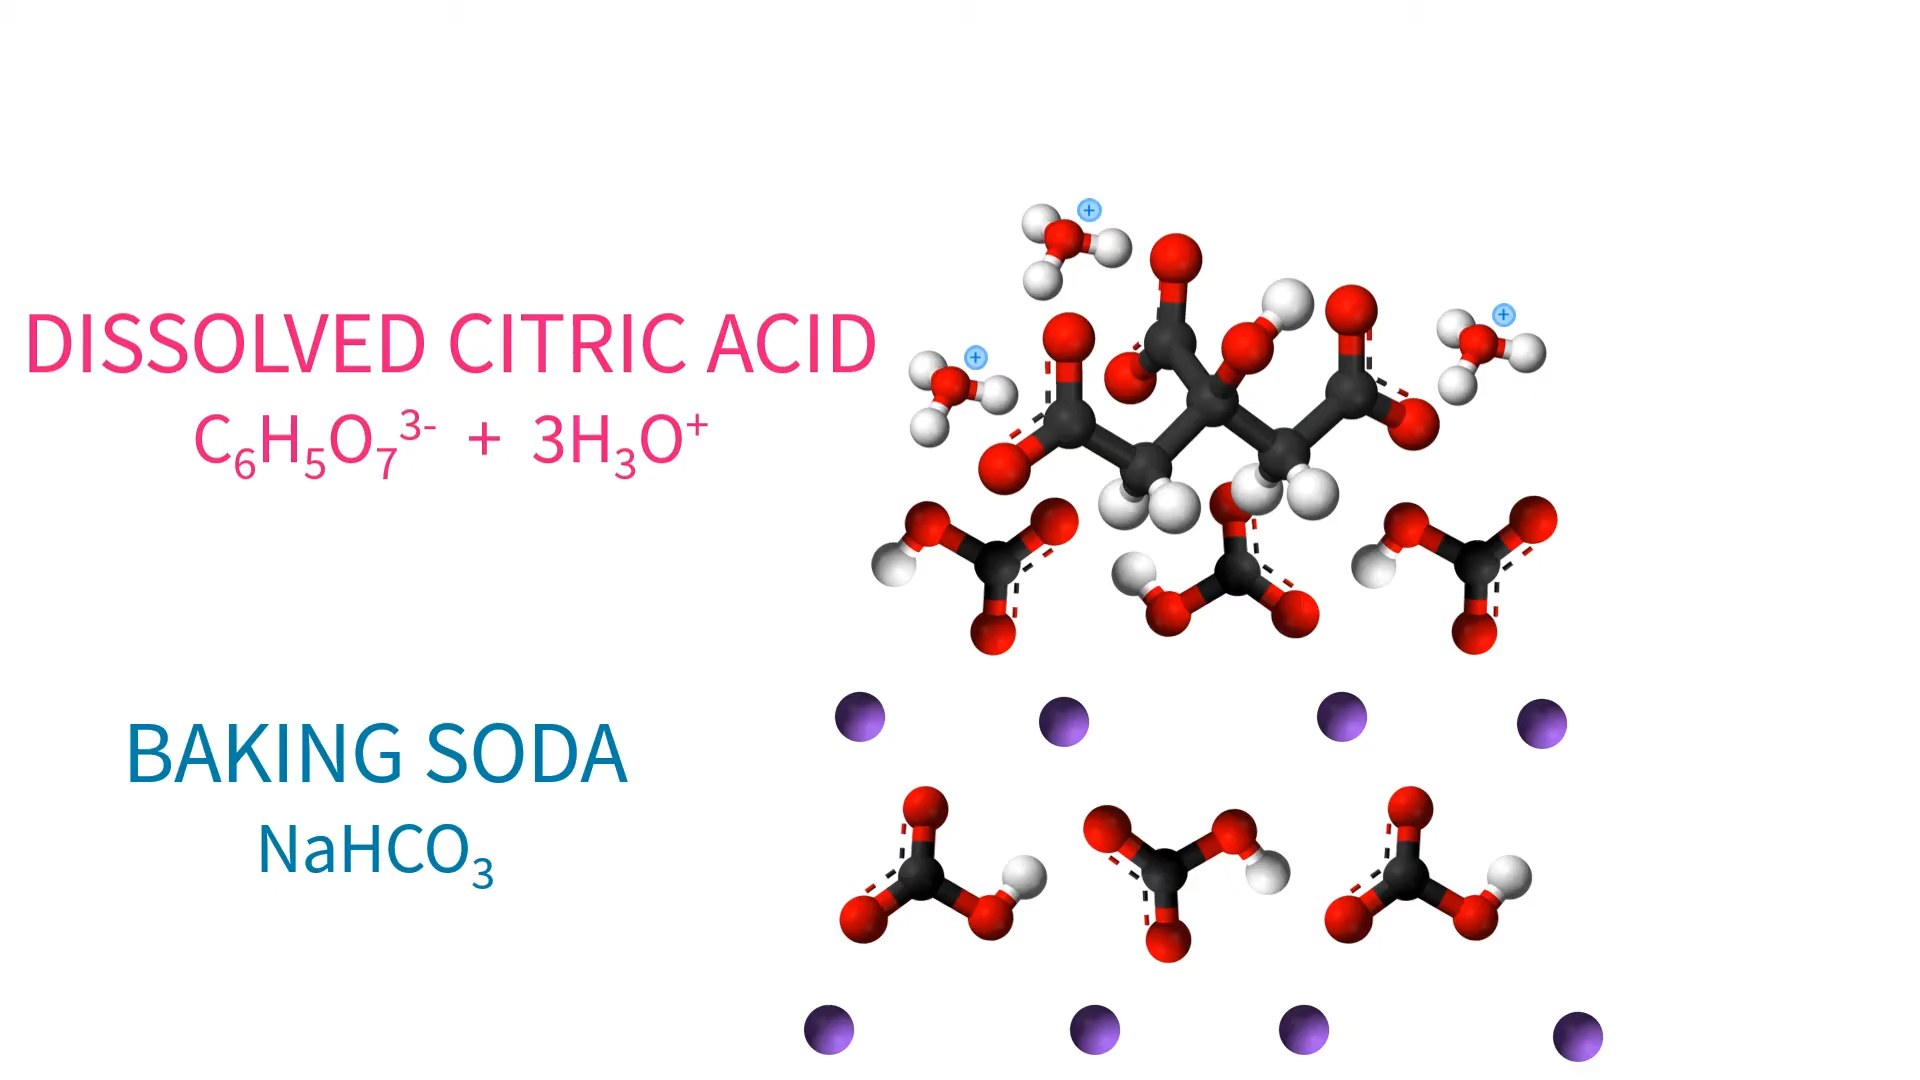 DISSOLVED CITRIC ACID
C₆H₅O₇³⁻ + 3H₃O⁺
BAKING SODA
NaHCO₃
+
+
+